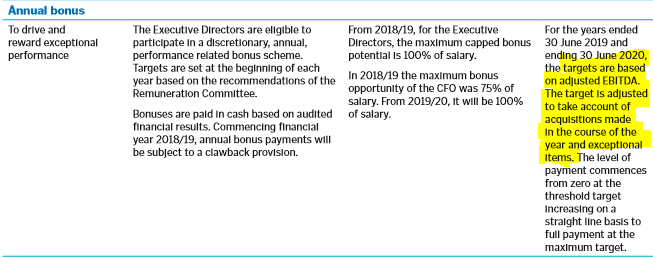 Annual bonus
To drive and
reward exceptional
performance
The Executive Directors are eligible to
participate in a discretionary, annual,
performance related bonus scheme.
Targets are set at the beginning of each
year based on the recommendations of the
Remuneration Committee.
Bonuses are paid in cash based on audited
financial results. Commencing financial
year 2018/19, annual bonus payments will
be subject to a clawback provision.
From 2018/19, for the Executive
Directors, the maximum capped bonus
potential is 100% of salary.
In 2018/19 the maximum bonus
opportunity of the CFO was 75% of
salary. From 2019/20, it will be 100%
of salary.
For the years ended
30 June 2019 and
ending 30 June 2020,
the targets are based
on adjusted EBITDA.
The target is adjusted
to take account of
acquisitions made
in the course of the
year and exceptional
items. The level of
payment commences
from zero at the
threshold target
increasing on a
straight line basis to
full payment at the
maximum target.